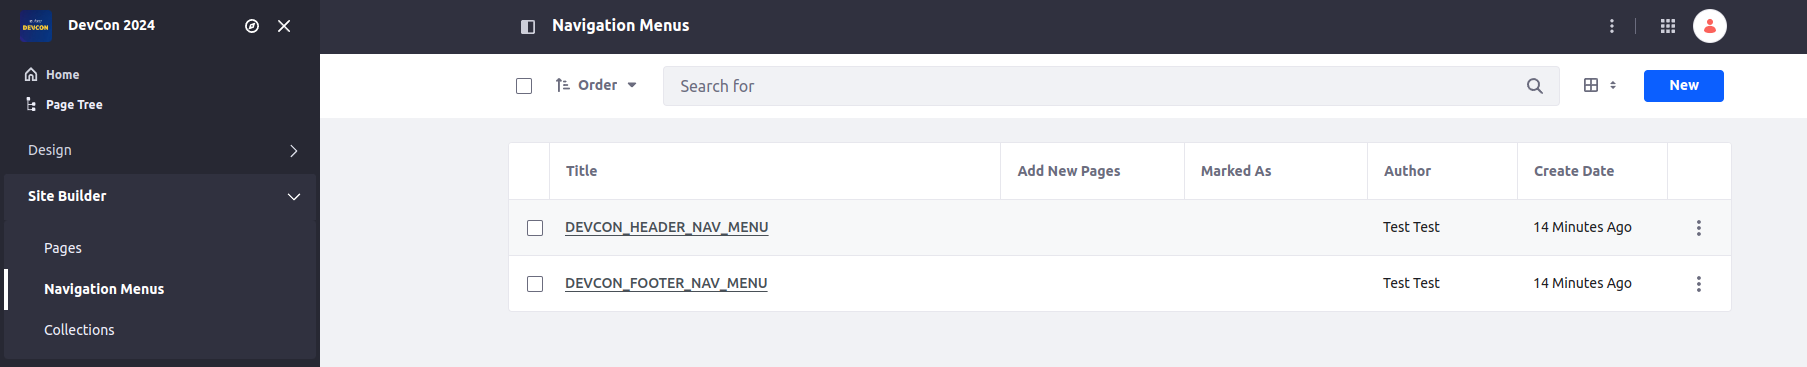 DEVCON
DevCon 2024
Navigation Menus
Home
Page Tree
Order
Search for
New
Design
Site Builder
Pages
Navigation Menus
Collections
Title Add New Pages Marked As Author Create Date
DEVCON_HEADER_NAV_MENU Test Test 14 Minutes Ago
DEVCON_FOOTER_NAV_MENU Test Test 14 Minutes Ago